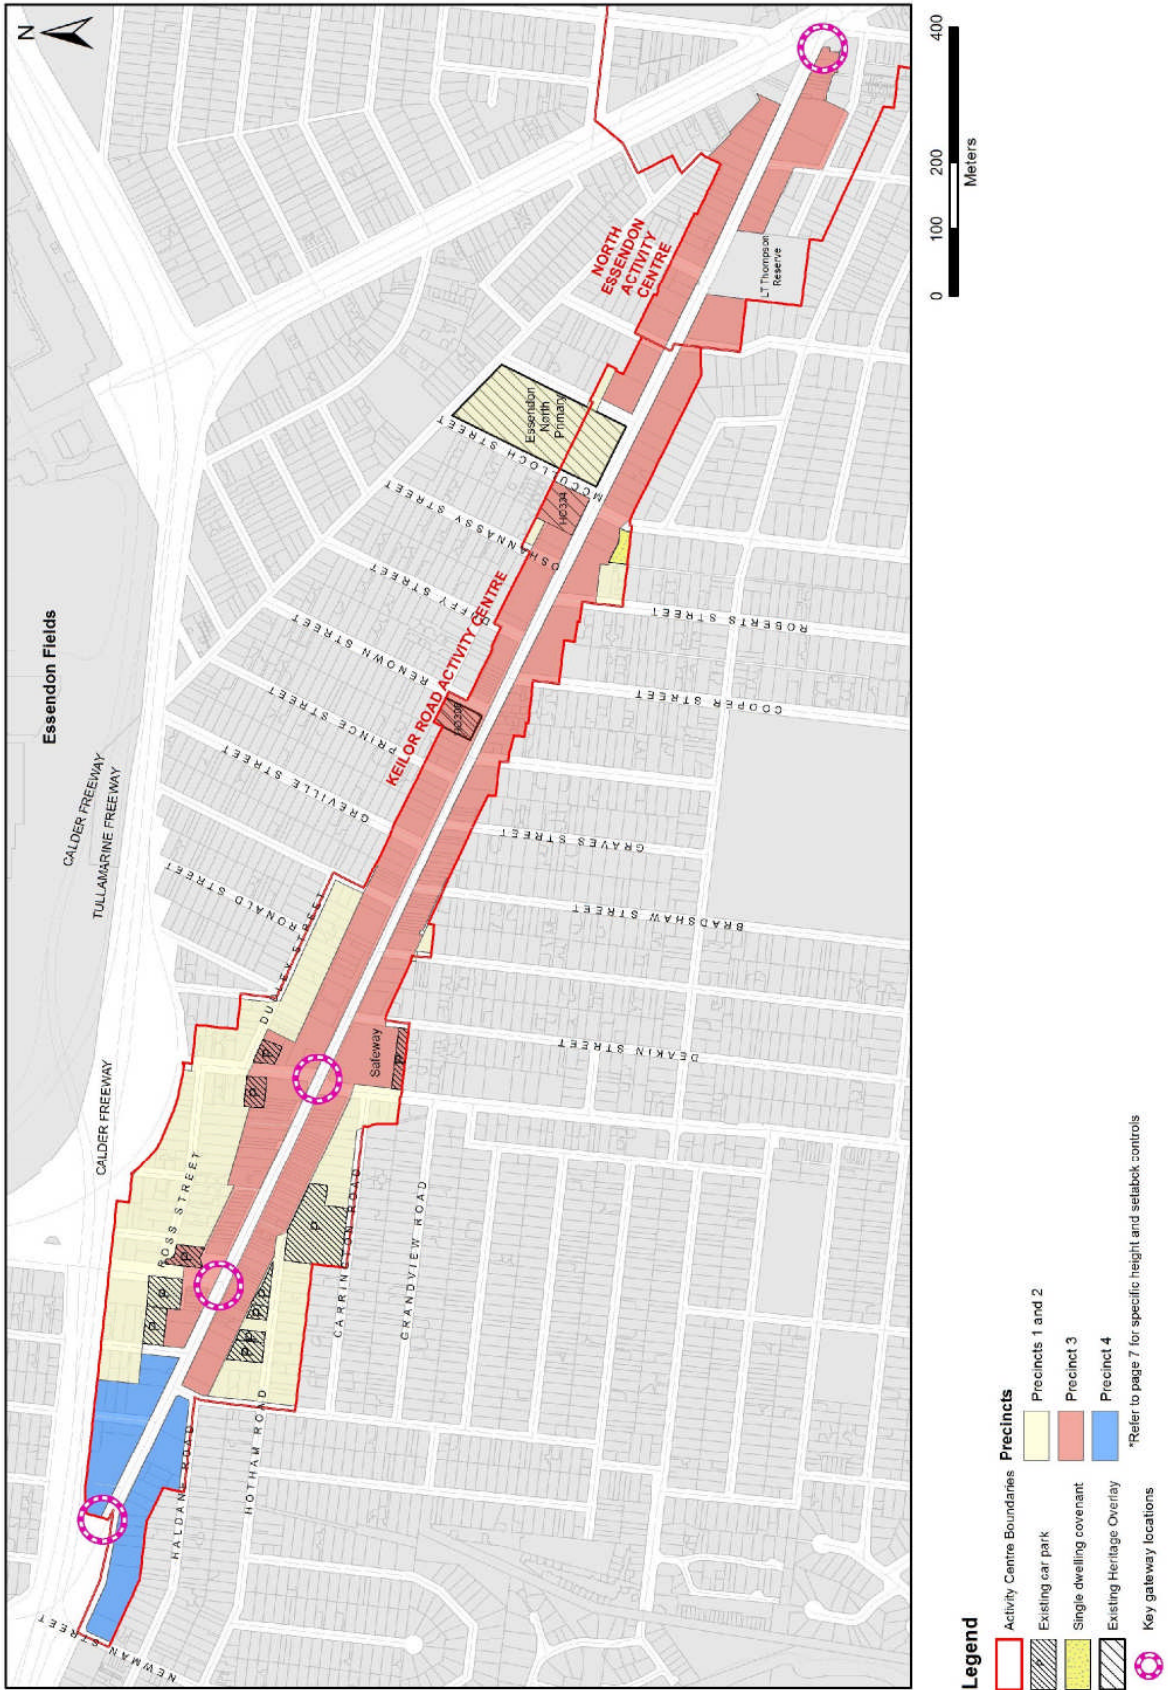 N
Essendon Fields
CALDER FREEWAY
TULLAMARINE FREEWAY
CALDER FREEWAY
NORTH
ESSENDON
ACTIVITY
CENTRE
KEILOR ROAD ACTIVITY CENTRE
LT Thompson
Reserve
Essendon
North
Primary
MCCULLOCH STREET
HO334
OSHANNASSY STREET
DUFFY STREET
RENOWN STREET
PRINCE STREET
GREVILLE STREET
RONALD STREET
DUDLEY STREET
ROSS STREET
ROBERTS STREET
COOPER STREET
GRAVES STREET
BRADSHAW STREET
DEAKIN STREET
Safeway
P
P
P
P
P
P
P
P
P
P
CARRINGTON ROAD
GRANDVIEW ROAD
HOTHAM ROAD
HALDANE ROAD
NEWMAN STREET
0 100 200 400
Meters
Legend
Activity Centre Boundaries
P
Existing car park
Single dwelling covenant
Existing Heritage Overlay
Key gateway locations
Precincts
Precincts 1 and 2
Precinct 3
Precinct 4
*Refer to page 7 for specific height and setabck controls